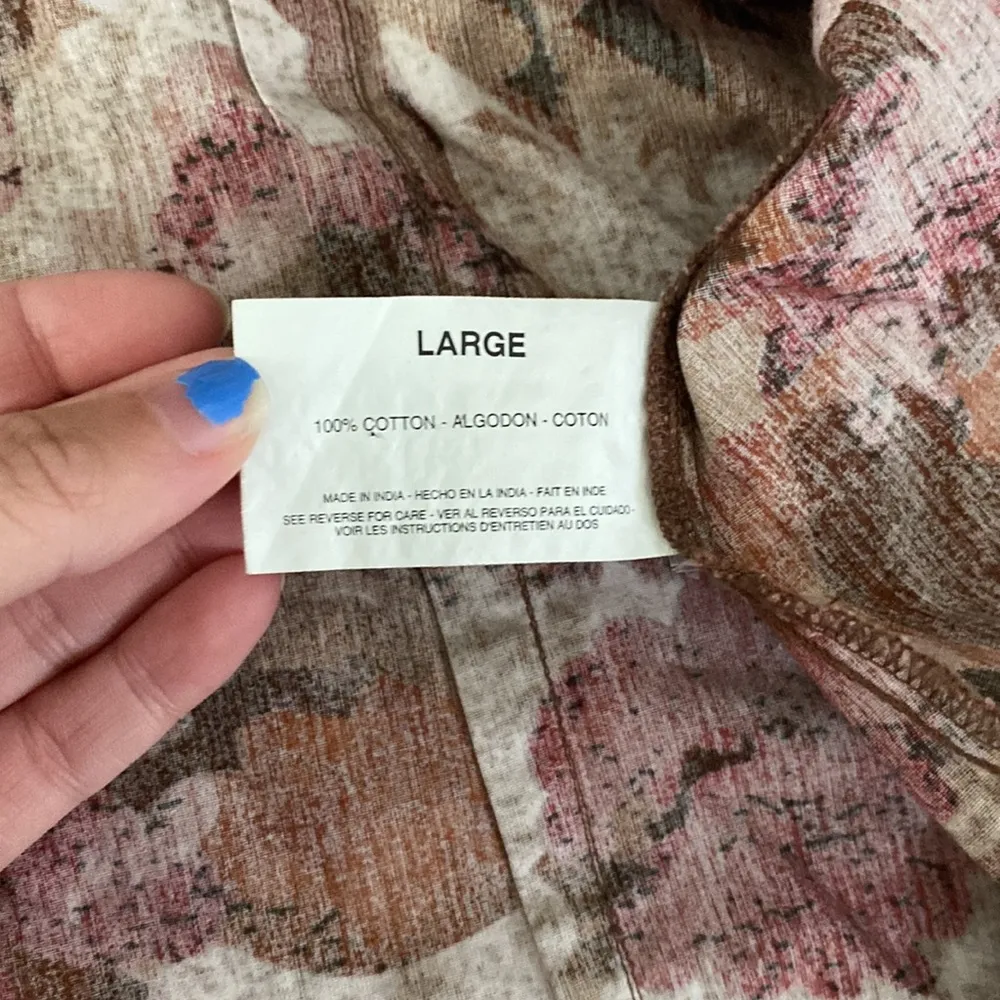 LARGE
100% COTTON - ALGODON - COTON
MADE IN INDIA - HECHO EN LA INDIA - FAIT EN INDE
SEE REVERSE FOR CARE - VER AL REVERSO PARA EL CUIDADO -
VOIR LES INSTRUCTIONS D'ENTRETIEN AU DOS